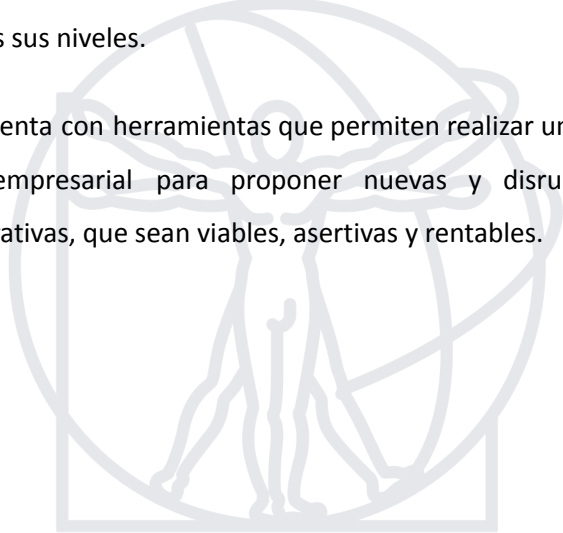 s sus niveles.
enta con herramientas que permiten realizar un
empresarial para proponer nuevas y disru
ativas, que sean viables, asertivas y rentables.